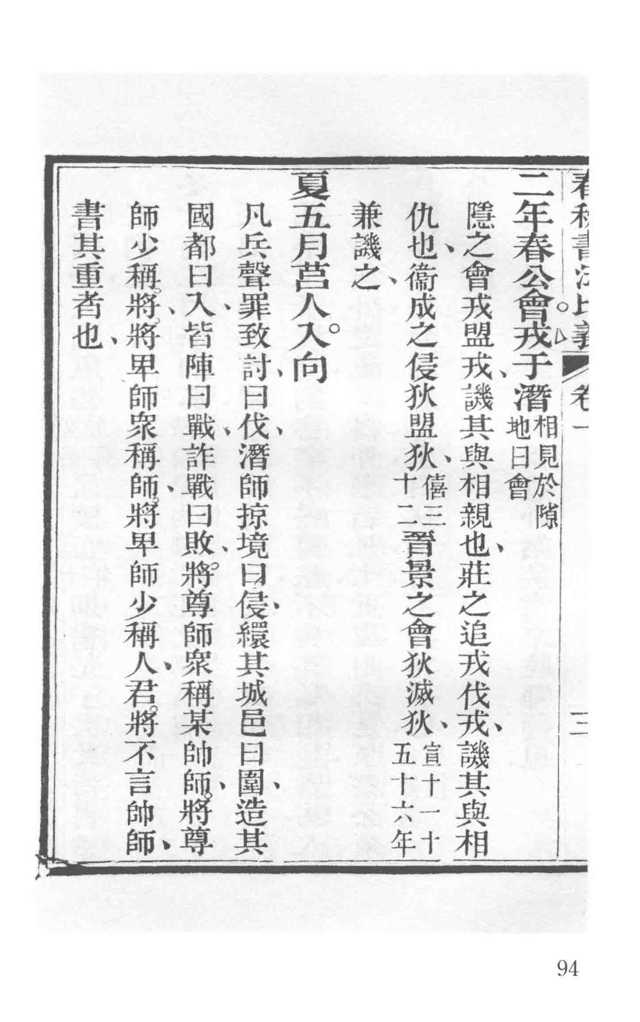 春秋書法比義 卷一 三
二年春公會戎于潛相見於隙地曰會
隱之會戎盟戎、譏其與相親也、莊之追戎伐戎、譏其與相
仇也、衞成之侵狄盟狄、僖三十二晉景之會狄滅狄、宣十一十五十六年
兼譏之、
夏五月莒人入向
凡兵聲罪致討、曰伐、潛師掠境曰侵、繯其城邑曰圍、造其
國都曰入、皆陣曰戰、詐戰曰敗、將尊師衆稱某帥師、將尊
師少稱將、將卑師衆稱師、將卑師少稱人、君將不言帥師、
書其重者也、
94